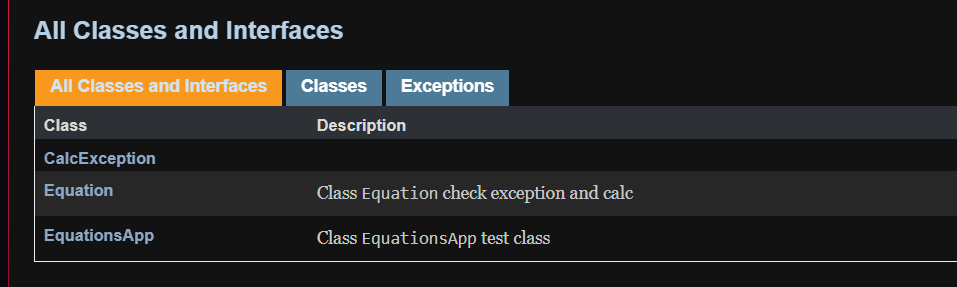 All Classes and Interfaces
All Classes and Interfaces Classes Exceptions
Class Description
CalcException
Equation Class Equation check exception and calc
EquationsApp Class EquationsApp test class